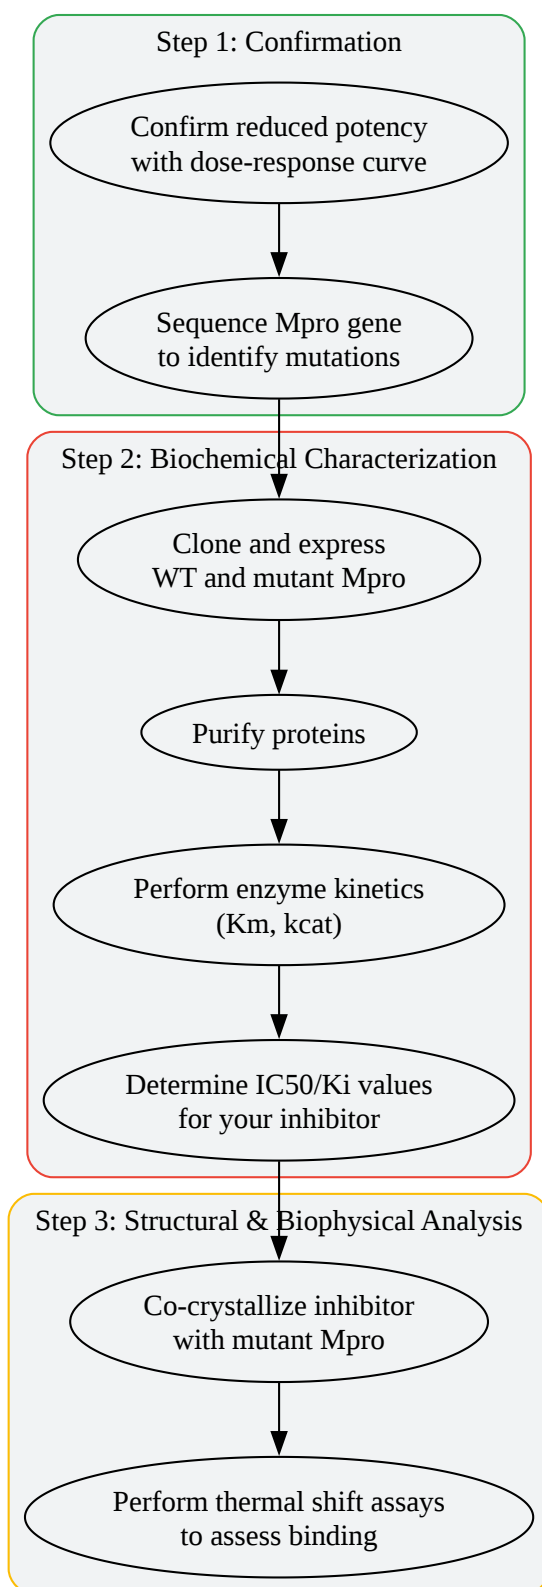 Step 1: Confirmation
Confirm reduced potency
with dose-response curve
Sequence Mpro gene
to identify mutations
Step 2: Biochemical Characterization
Clone and express
WT and mutant Mpro
Purify proteins
Perform enzyme kinetics
(Km, kcat)
Determine IC50/Ki values
for your inhibitor
Step 3: Structural & Biophysical Analysis
Co-crystallize inhibitor
with mutant Mpro
Perform thermal shift assays
to assess binding